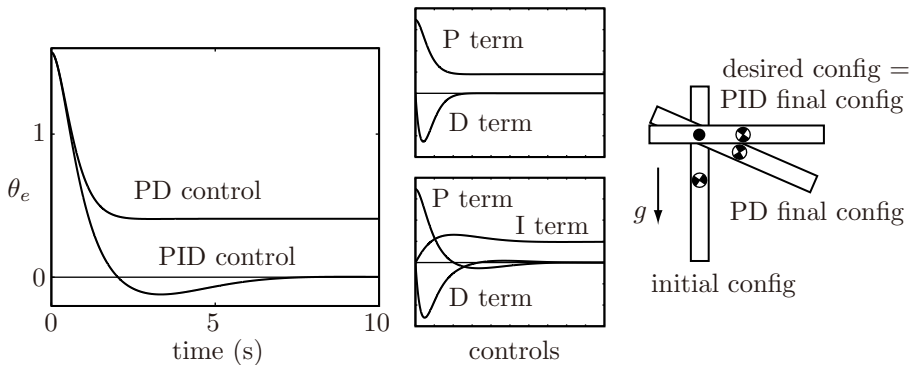 1
θe
0
PD control
PID control
0
5
10
time (s)
P term
D term
P term
I term
D term
controls
desired config =
PID final config
g
PD final config
initial config